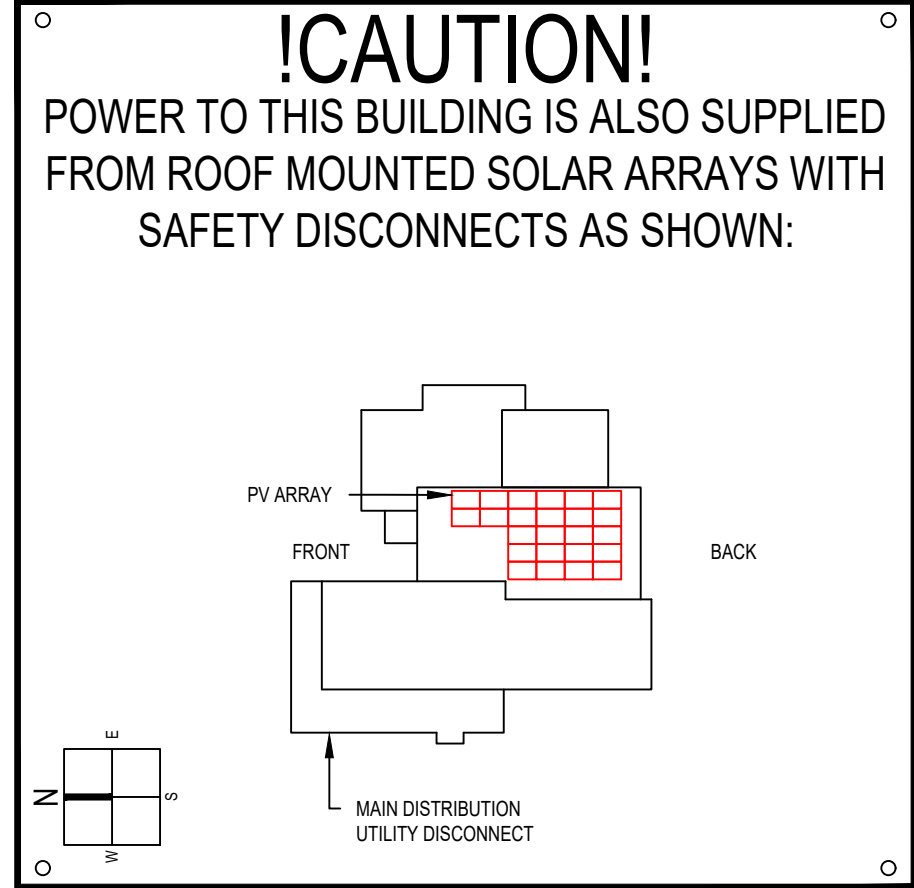 !CAUTION!
POWER TO THIS BUILDING IS ALSO SUPPLIED
FROM ROOF MOUNTED SOLAR ARRAYS WITH
SAFETY DISCONNECTS AS SHOWN:
PV ARRAY
FRONT
BACK
E
N
S
W
MAIN DISTRIBUTION
UTILITY DISCONNECT